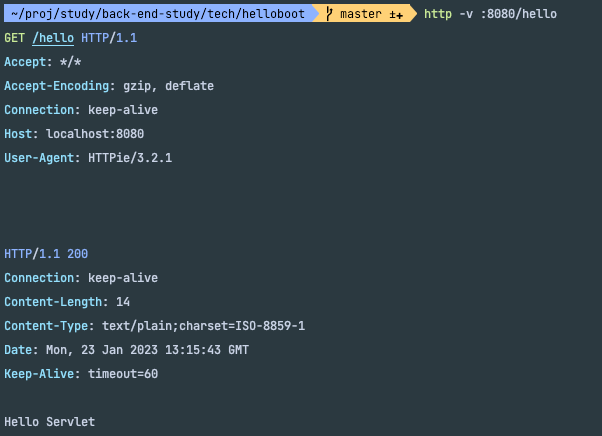 ~/proj/study/back-end-study/tech/helloboot master ±✚ http -v :8080/hello
GET /hello HTTP/1.1
Accept: */*
Accept-Encoding: gzip, deflate
Connection: keep-alive
Host: localhost:8080
User-Agent: HTTPie/3.2.1
HTTP/1.1 200
Connection: keep-alive
Content-Length: 14
Content-Type: text/plain;charset=ISO-8859-1
Date: Mon, 23 Jan 2023 13:15:43 GMT
Keep-Alive: timeout=60
Hello Servlet